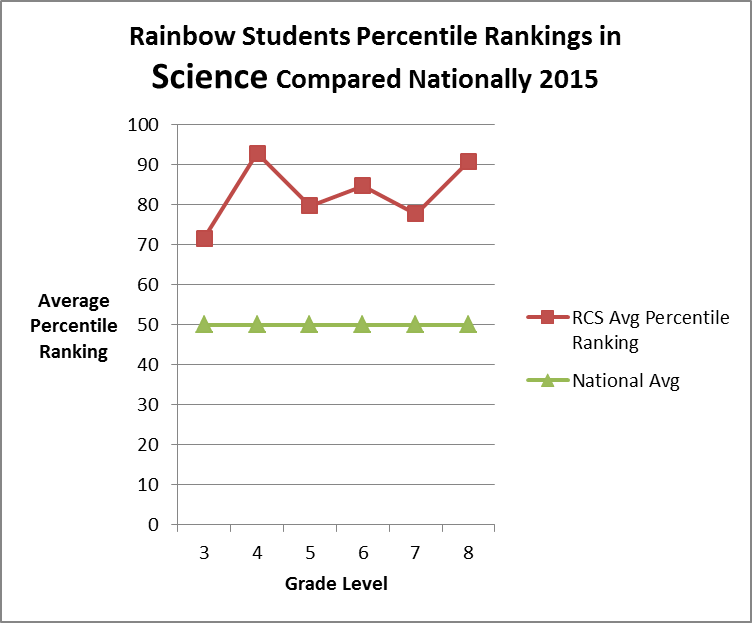 Rainbow Students Percentile Rankings in
Science Compared Nationally 2015
100
90
80
70
60
50
40
30
20
10
0
Average
Percentile
Ranking
3 4 5 6 7 8
Grade Level
RCS Avg Percentile
Ranking
National Avg